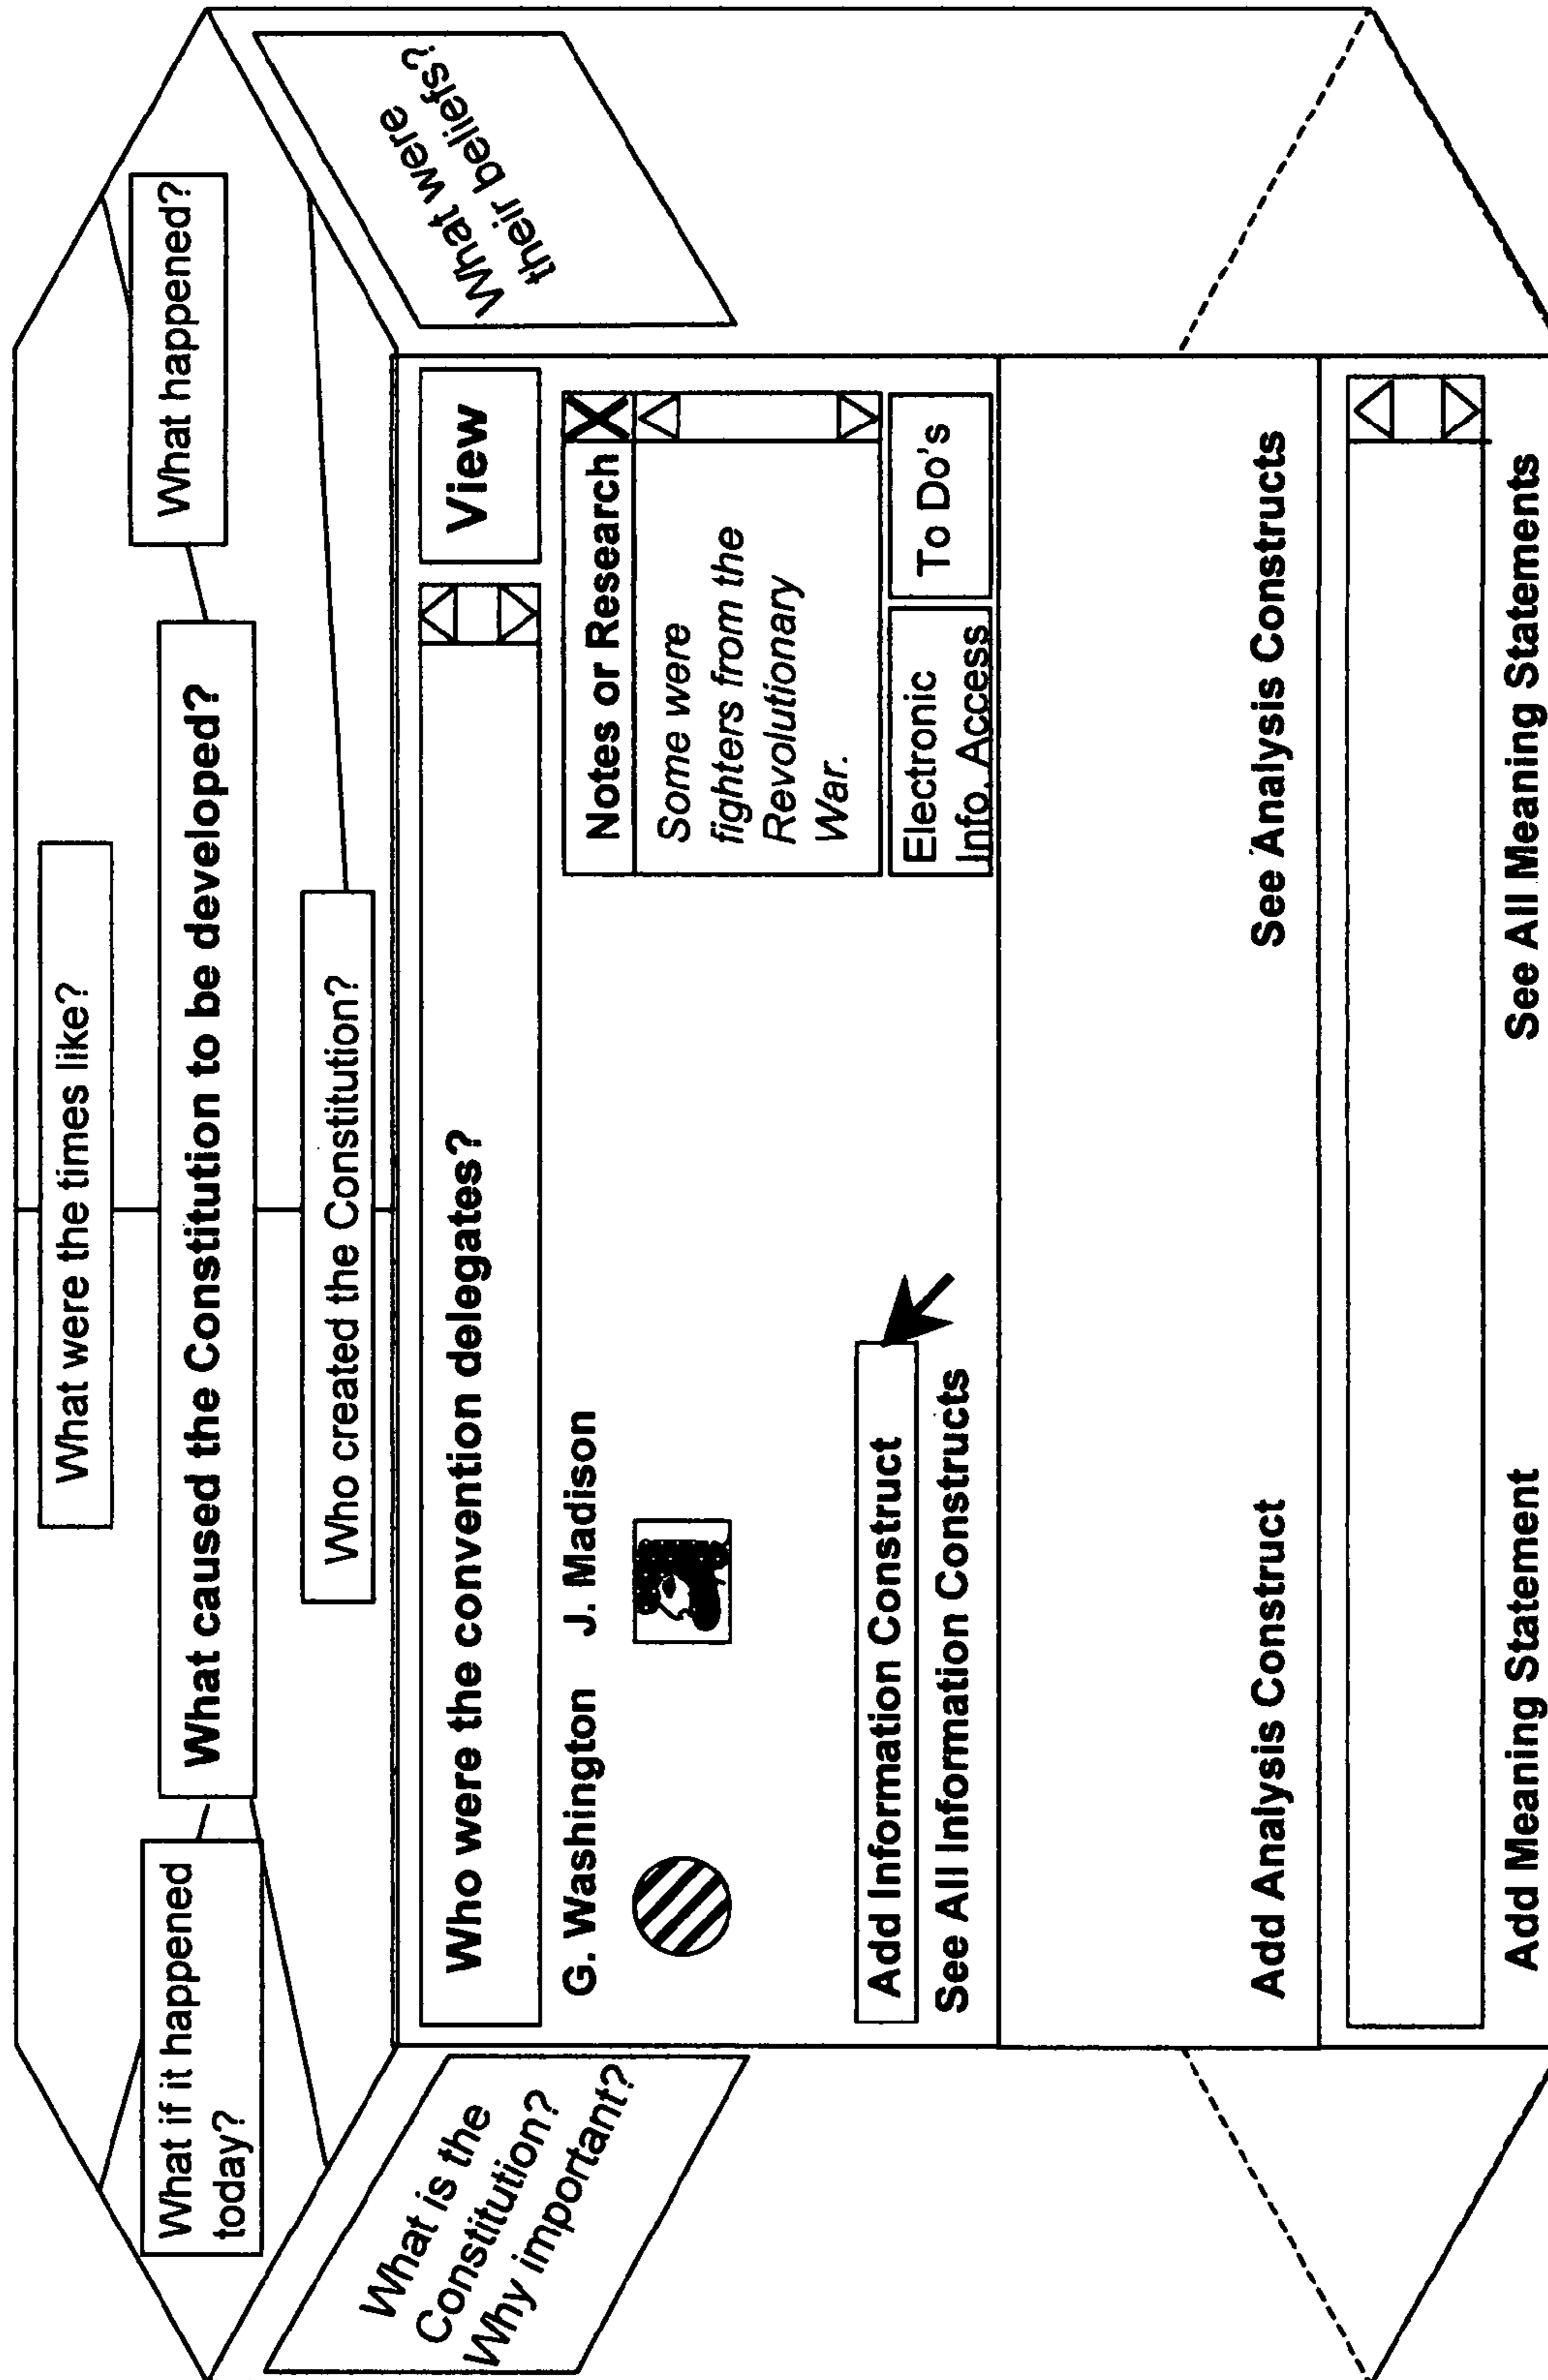 What were the times like?
What if it happened
today?
What caused the Constitution to be developed?
What happened?
Who created the Constitution?
What is the
Constitution?
Why important?
What were
their beliefs?
Who were the convention delegates?
View
G. Washington
J. Madison
Notes or Research
Some were
fighters from the
Revolutionary
War.
Electronic
Info. Access
To Do's
Add Information Construct
See All Information Constructs
Add Analysis Construct
See Analysis Constructs
Add Meaning Statement
See All Meaning Statements